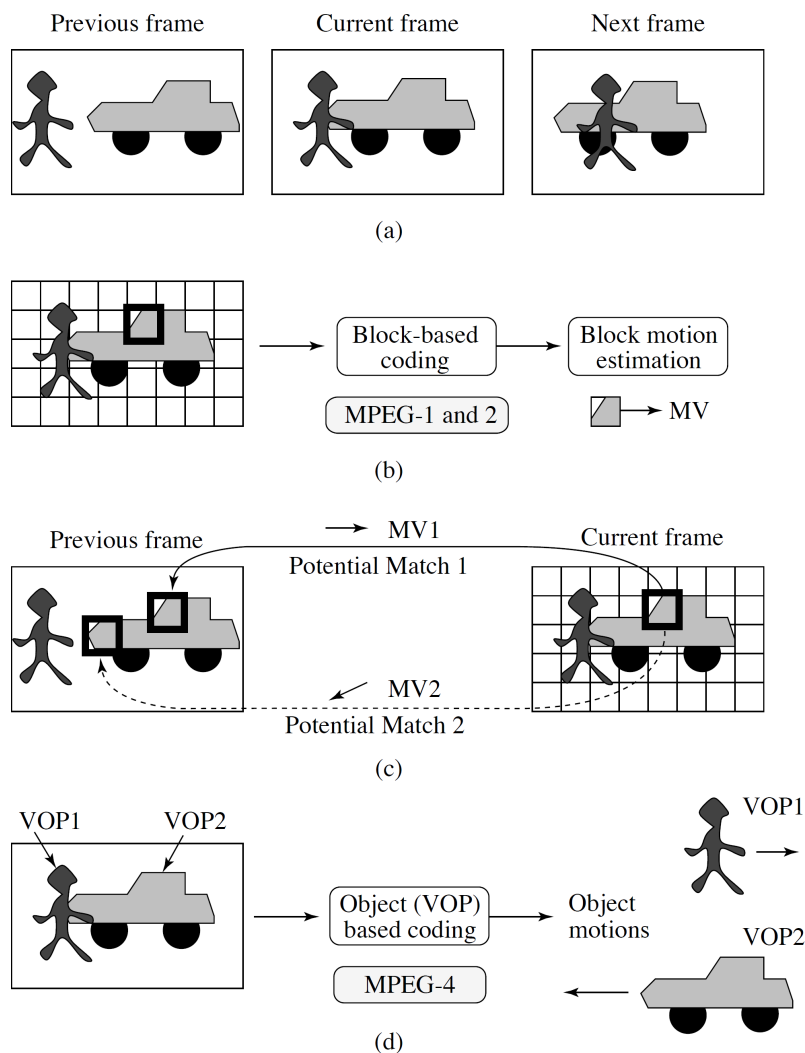 Previous frame
Current frame
Next frame
(a)
Block-based
coding
Block motion
estimation
MPEG-1 and 2
MV
(b)
Previous frame
MV1
Current frame
Potential Match 1
MV2
Potential Match 2
(c)
VOP1
VOP2
VOP1
Object (VOP)
based coding
Object
motions
VOP2
MPEG-4
(d)